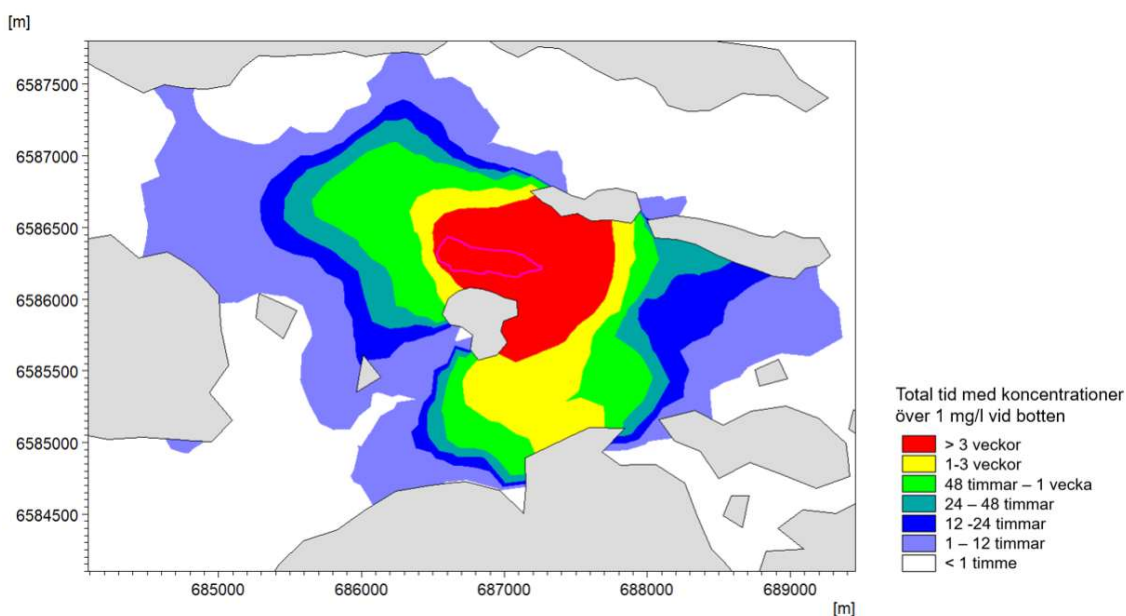 [m]
6587500
6587000
6586500
6586000
6585500
6585000
6584500
685000 686000 687000 688000 689000
[m]
Total tid med koncentrationer
över 1 mg/l vid botten
> 3 veckor
1-3 veckor
48 timmar – 1 vecka
24 – 48 timmar
12 -24 timmar
1 – 12 timmar
< 1 timme